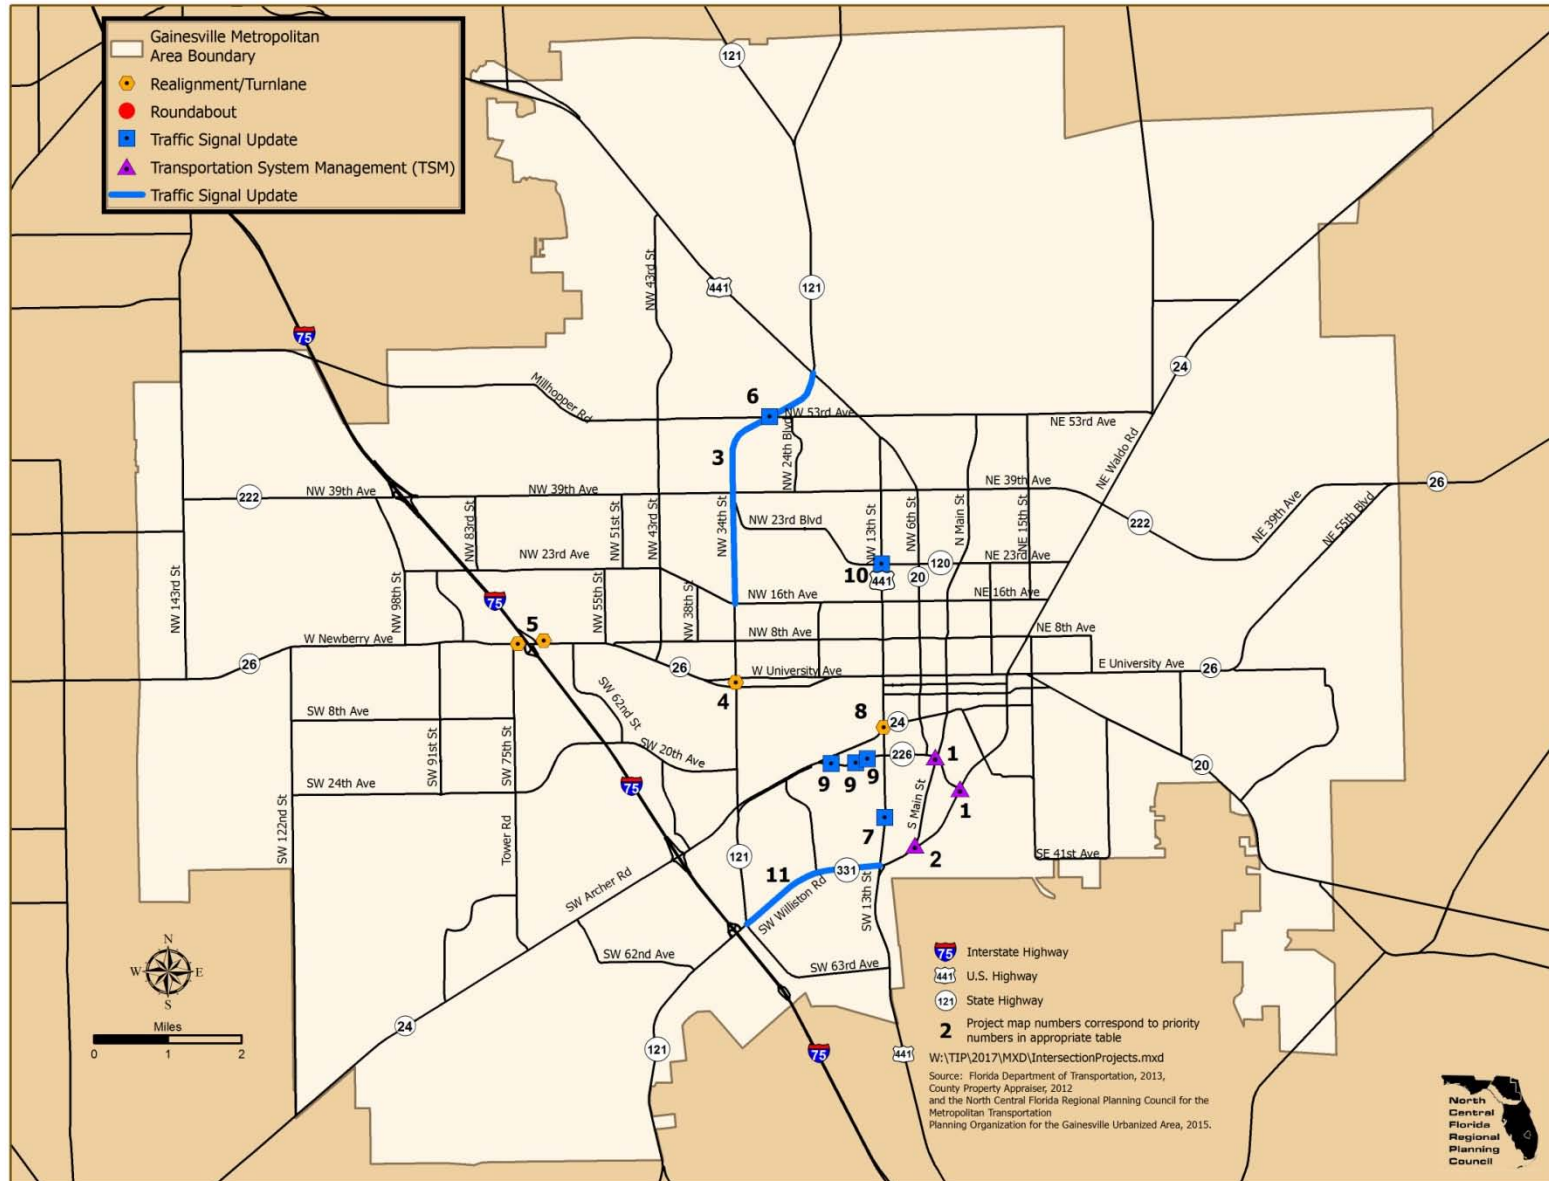 Gainesville Metropolitan
Area Boundary
Realignment/Turnlane
Roundabout
Traffic Signal Update
Transportation System Management (TSM)
Traffic Signal Update
121
441
121
NW 43rd St
75
24
Millhopper Rd
6
NW 53rd Ave
NE 53rd Ave
NW 24th Blvd
3
NE Waldo Rd
222
NW 39th Ave
NW 39th Ave
NE 39th Ave
26
222
NE 39th Ave
NE 55th Blvd
NW 83rd St
NW 51st St
NW 43rd St
NW 34th St
NW 23rd Blvd
NW 13th St
NW 6th St
N Main St
NE 15th St
NW 23rd Ave
NE 23rd Ave
120
10
441
20
NW 143rd St
NW 98th St
75
NW 55th St
NW 38th St
NW 16th Ave
NE 16th Ave
5
W Newberry Ave
NW 8th Ave
NE 8th Ave
26
26
W University Ave
E University Ave
26
4
SW 62nd St
SW 8th Ave
8
24
SW 91st St
SW 75th St
SW 20th Ave
226
1
20
SW 24th Ave
75
9
9
9
1
SW 122nd St
Tower Rd
S Main St
7
2
121
331
SE 41st Ave
11
SW Archer Rd
SW Williston Rd
SW 13th St
SW 62nd Ave
SW 63rd Ave
N
W
E
S
Miles
0
1
2
24
121
75
441
75
Interstate Highway
441
U.S. Highway
121
State Highway
2
Project map numbers correspond to priority
numbers in appropriate table
W:\TIP\2017\MXD\IntersectionProjects.mxd
Source: Florida Department of Transportation, 2013,
County Property Appraiser, 2012
and the North Central Florida Regional Planning Council for the
Metropolitan Transportation
Planning Organization for the Gainesville Urbanized Area, 2015.
North
Central
Florida
Regional
Planning
Council